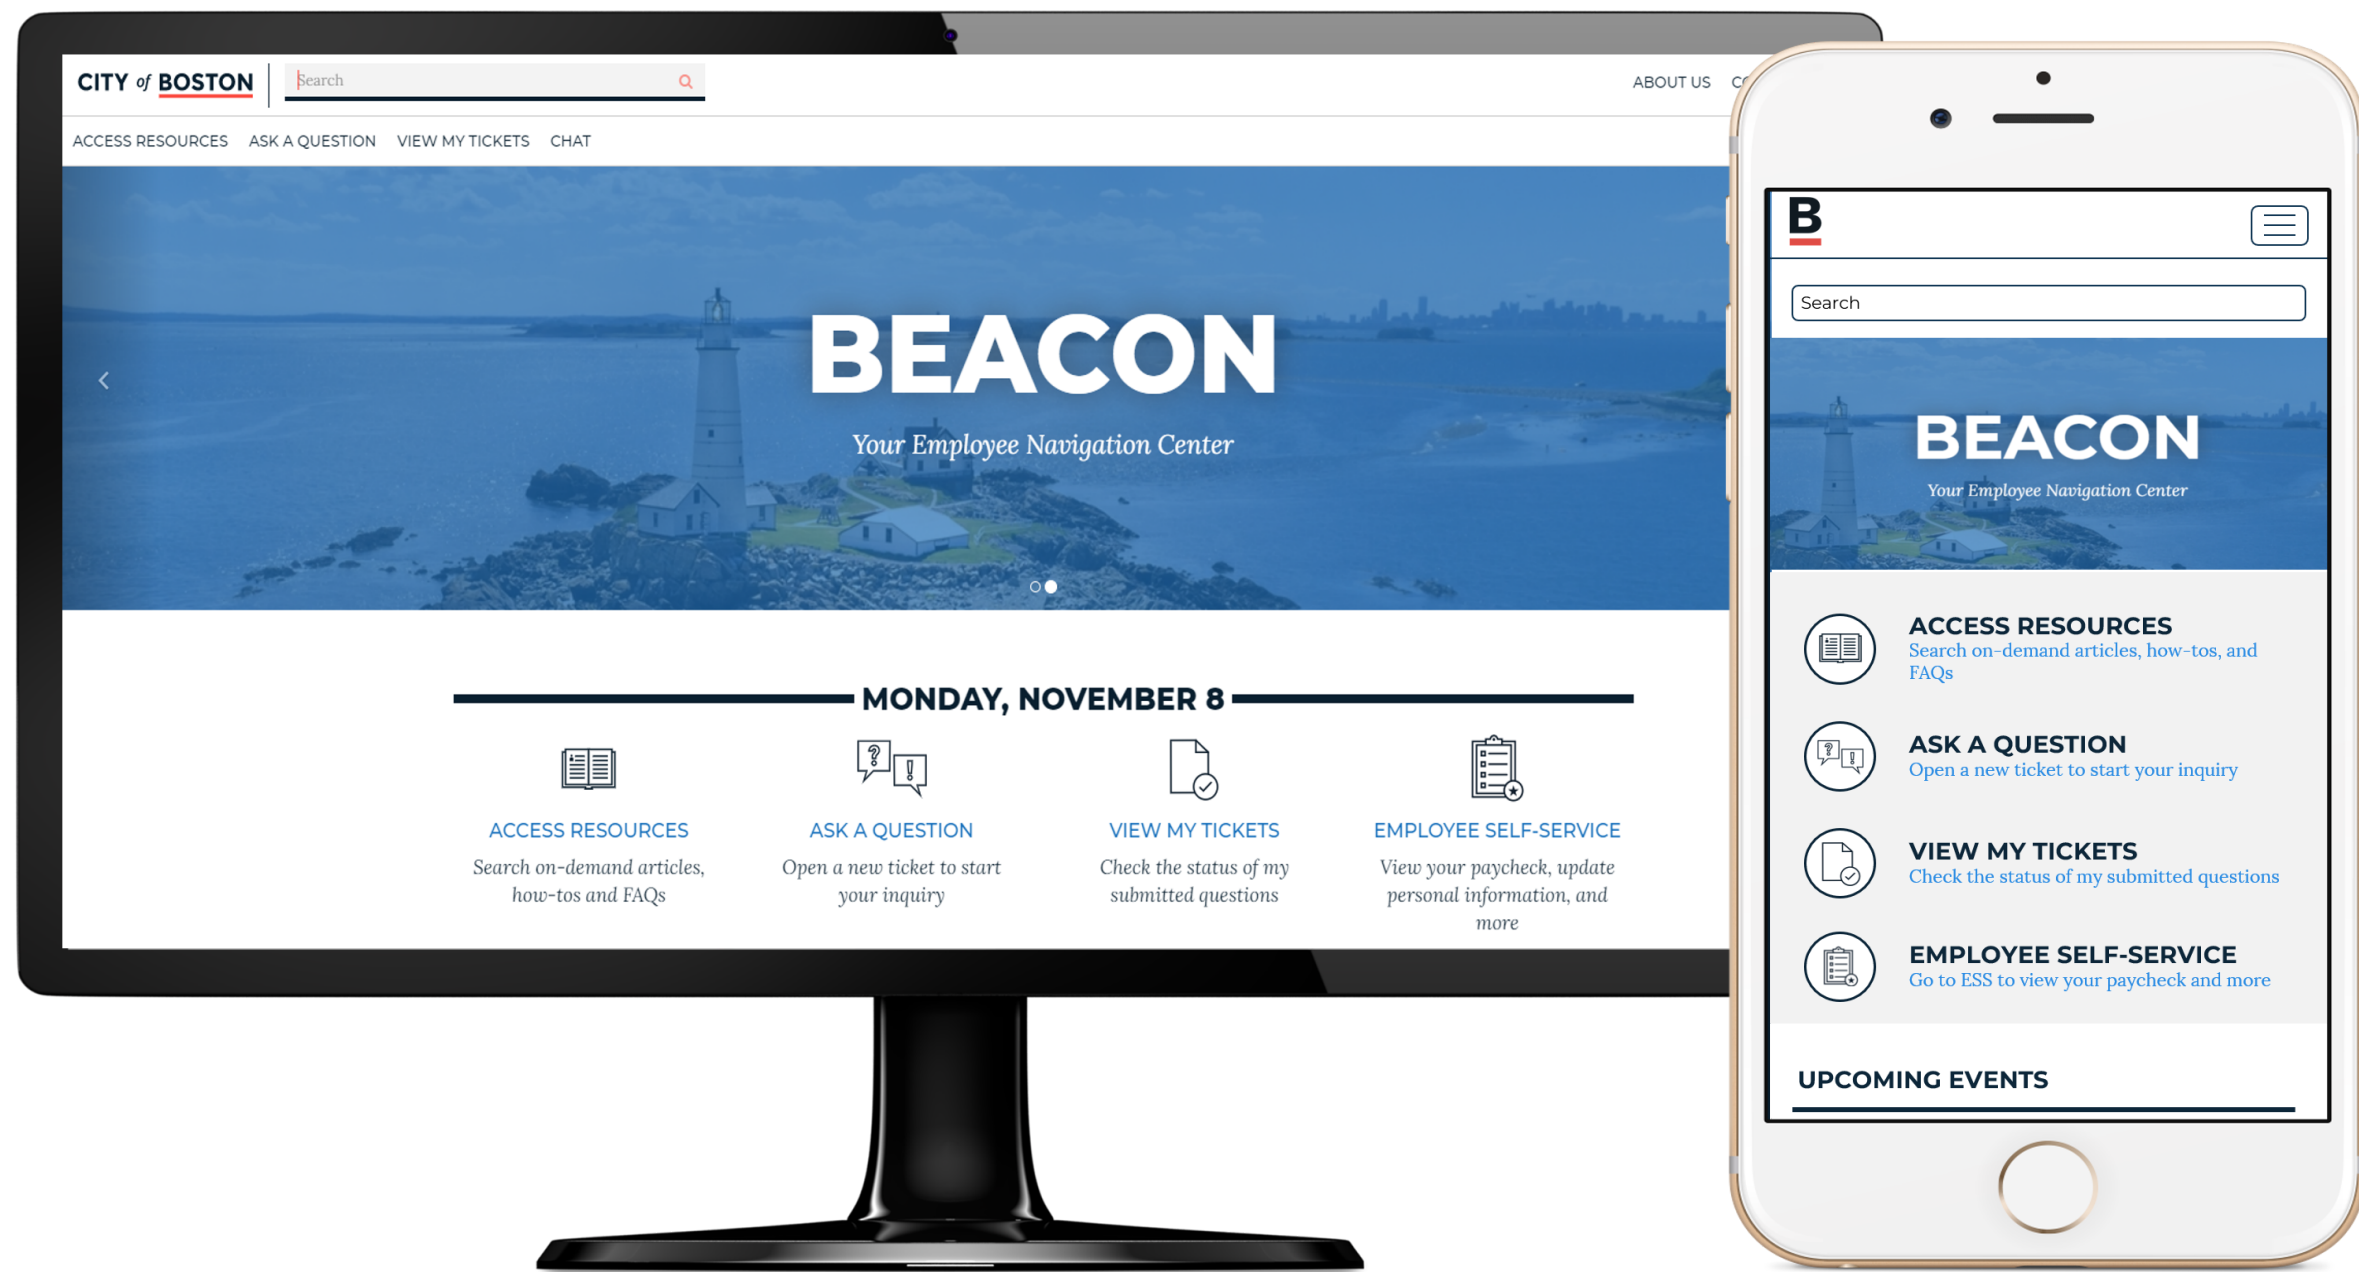 CITY of BOSTON
Search
ABOUT US
ACCESS RESOURCES ASK A QUESTION VIEW MY TICKETS CHAT
BEACON
Your Employee Navigation Center
MONDAY, NOVEMBER 8
ACCESS RESOURCES
Search on-demand articles,
how-tos and FAQs
ASK A QUESTION
Open a new ticket to start
your inquiry
VIEW MY TICKETS
Check the status of my
submitted questions
EMPLOYEE SELF-SERVICE
View your paycheck, update
personal information, and
more
B
Search
BEACON
Your Employee Navigation Center
ACCESS RESOURCES
Search on-demand articles, how-tos, and
FAQs
ASK A QUESTION
Open a new ticket to start your inquiry
VIEW MY TICKETS
Check the status of my submitted questions
EMPLOYEE SELF-SERVICE
Go to ESS to view your paycheck and more
UPCOMING EVENTS